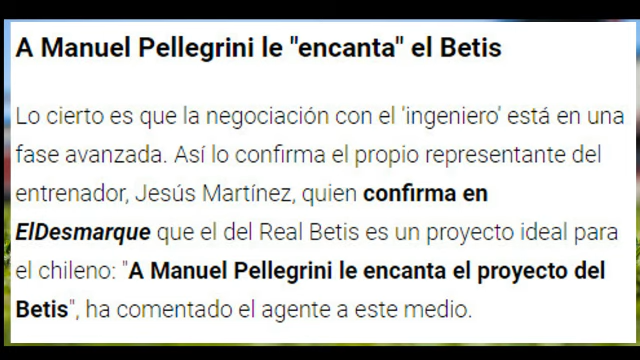 A Manuel Pellegrini le "encanta" el Betis
Lo cierto es que la negociación con el 'ingeniero' está en una
fase avanzada. Así lo confirma el propio representante del
entrenador, Jesús Martínez, quien confirma en
ElDesmarque que el del Real Betis es un proyecto ideal para
el chileno: "A Manuel Pellegrini le encanta el proyecto del
Betis", ha comentado el agente a este medio.